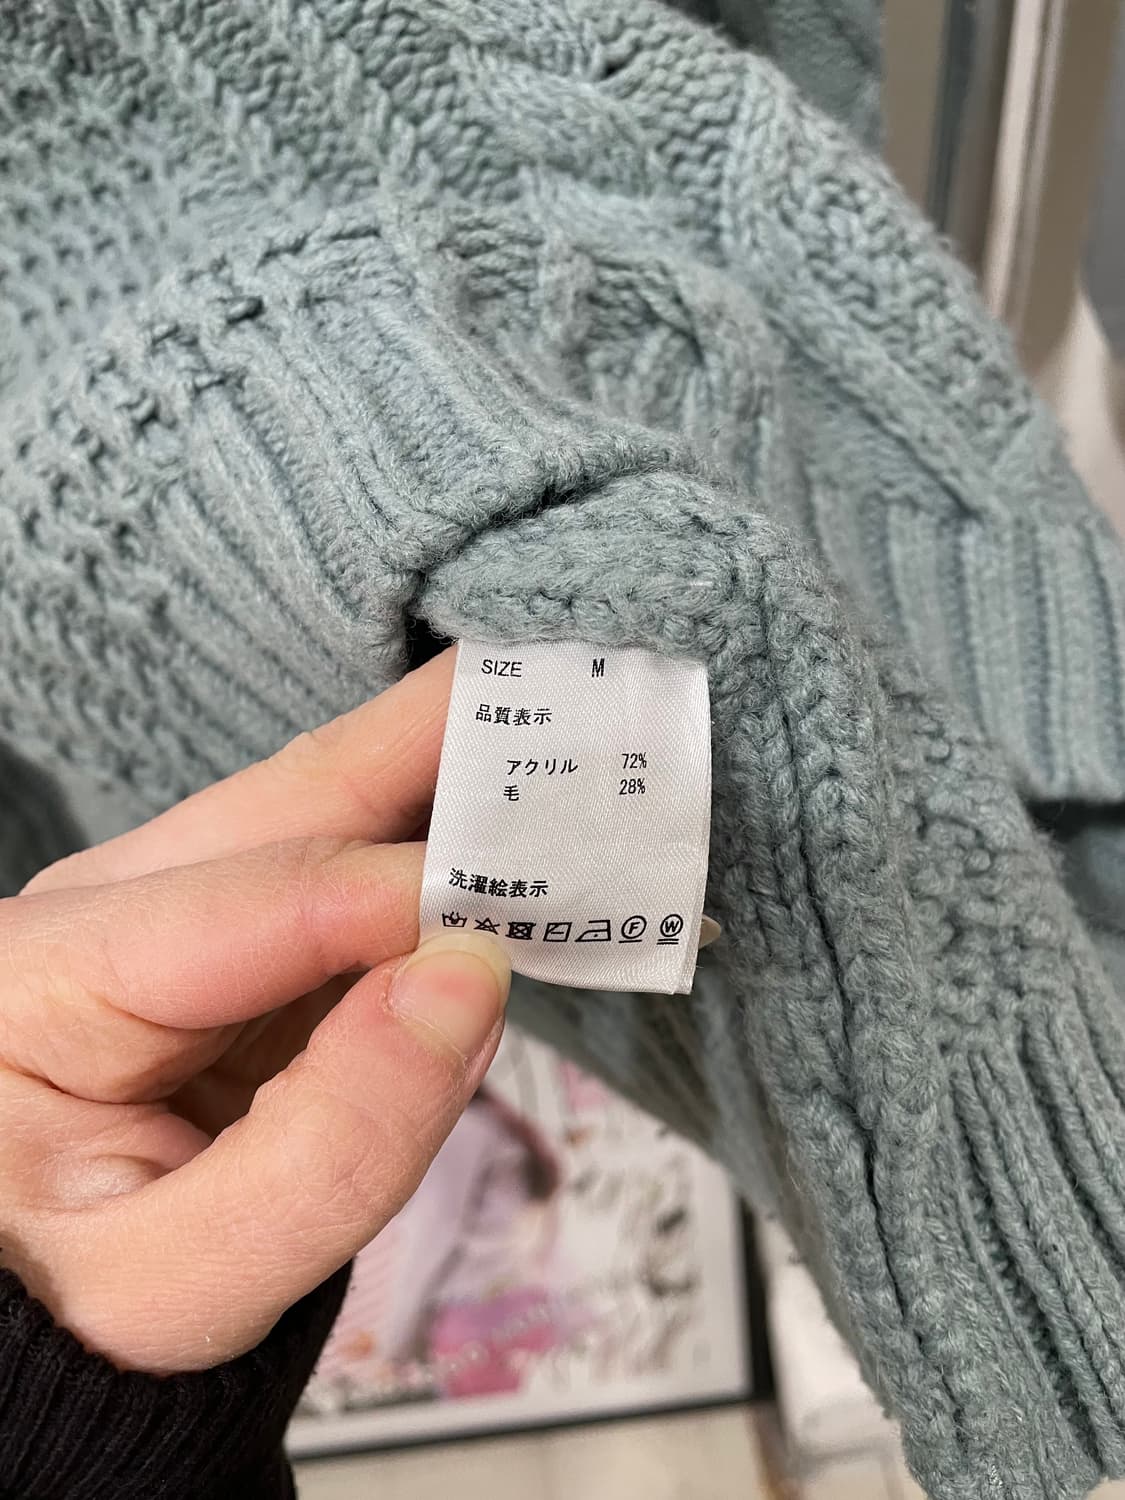 SIZE M
品質表示
アクリル 72%
毛 28%
洗濯絵表示
F W